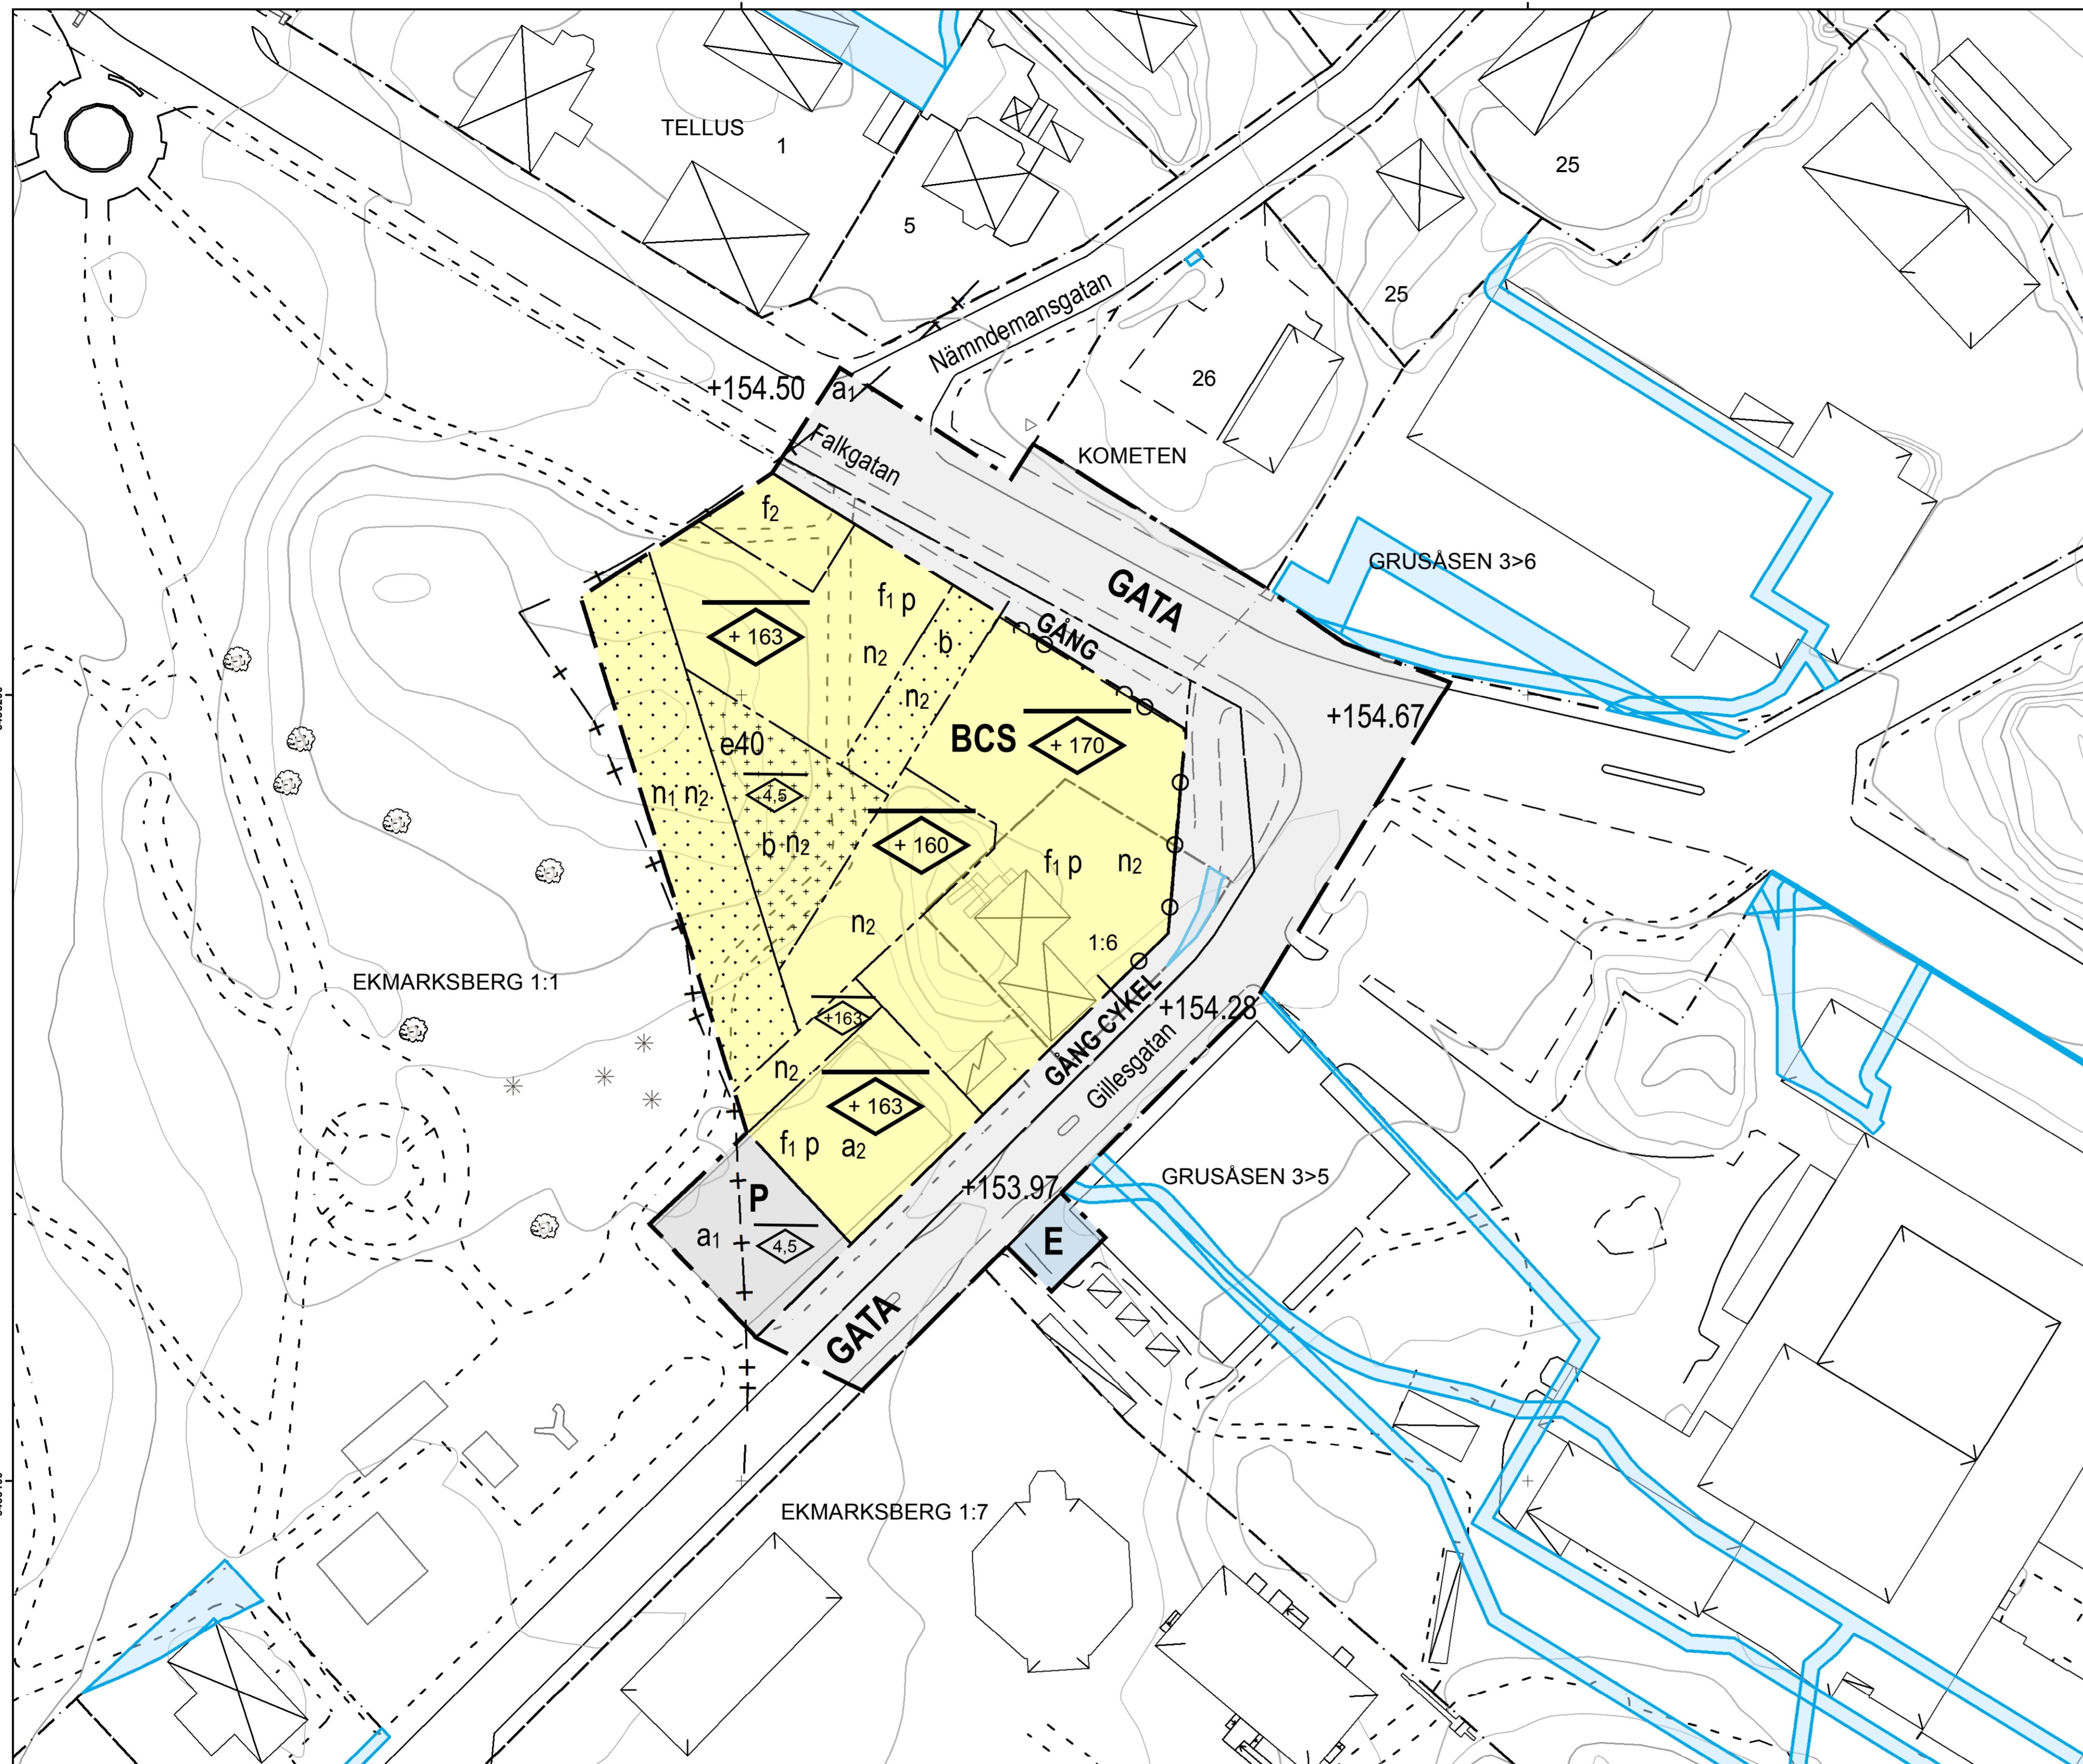 TELLUS
1
5
25
25
Nämndemansgatan
26
+154.50
a1
Falkgatan
KOMETEN
f2
GRUSÅSEN 3>6
GATA
f1 p
+ 163
GÅNG
b
n2
n2
+154.67
BCS
+ 170
e40
n1 n2
4,5
b n2
+ 160
f1 p
n2
n2
1:6
EKMARKSBERG 1:1
GÅNG-CYKEL
+154.28
+163
Gillesgatan
n2
+ 163
f1 p
a2
GRUSÅSEN 3>5
+153.97
P
a1
4,5
E
GATA
EKMARKSBERG 1:7